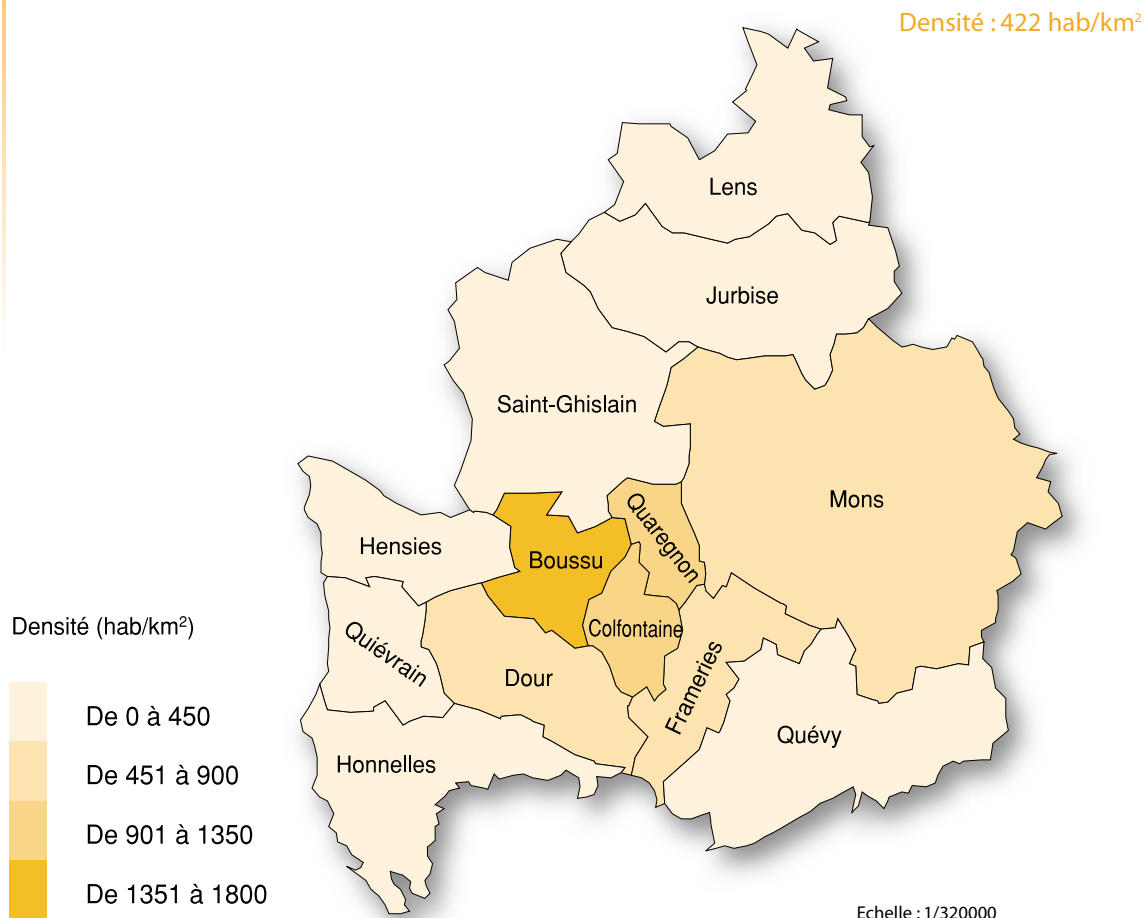 Densité : 422 hab/km²
Lens
Jurbise
Saint-Ghislain
Mons
Quaregnon
Hensies
Boussu
Colfontaine
Quiévrain
Dour
Frameries
Quévy
Honnelles
Densité (hab/km²)
De 0 à 450
De 451 à 900
De 901 à 1350
De 1351 à 1800
Echelle : 1/320000